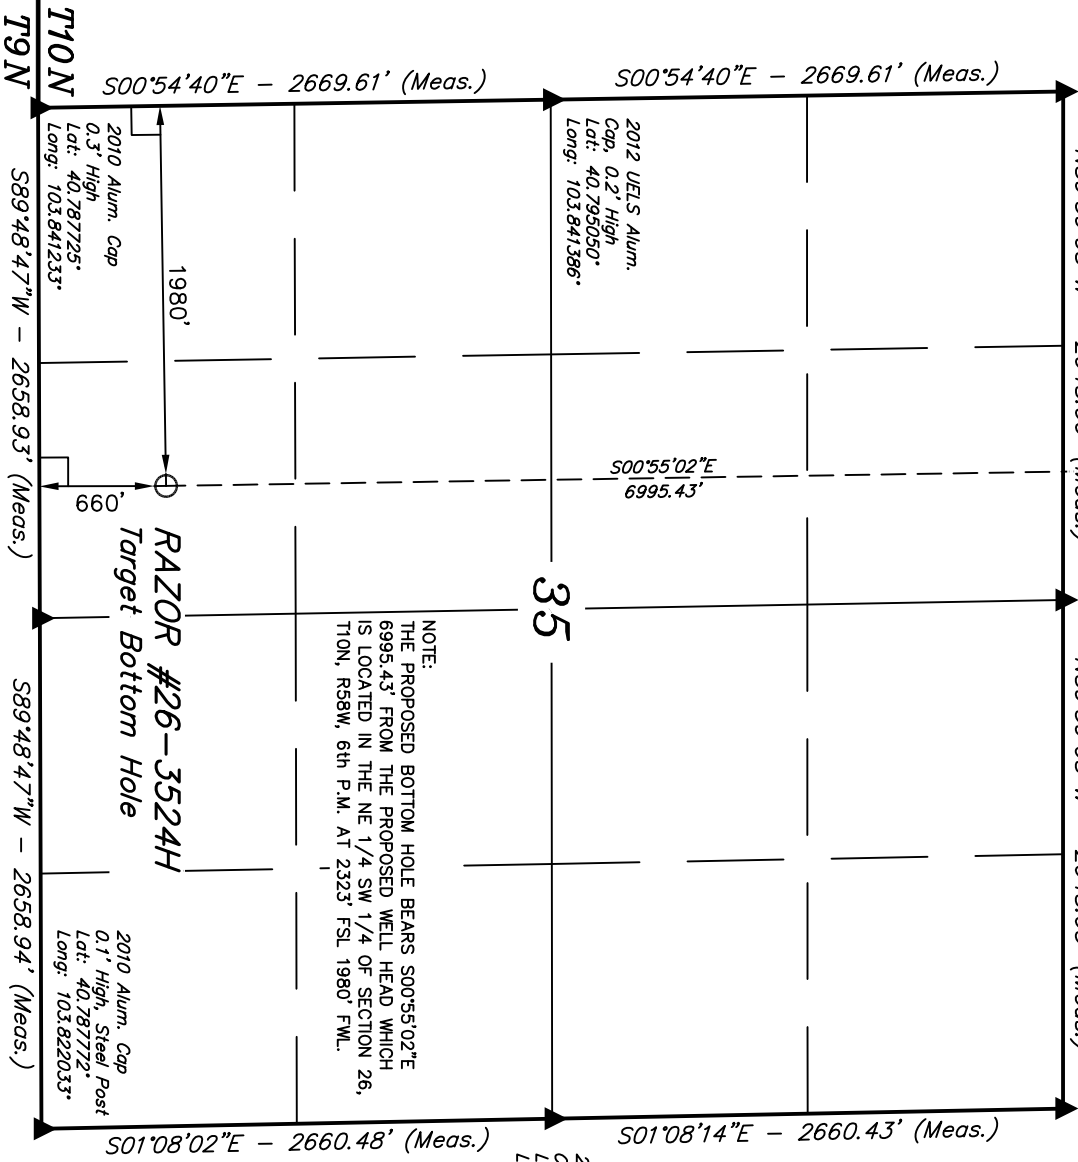 T10N
T9N
S00°54'40"E - 2669.61' (Meas.)
S00°54'40"E - 2669.61' (Meas.)
2012 UELS Alum.
Cap, 0.2' High
Lat: 40.795050°
Long: 103.841386°
2010 Alum. Cap
0.3' High
Lat: 40.787725°
Long: 103.841233°
S89°48'47"W - 2658.93' (Meas.)
1980'
660'
S00°55'02"E
6995.43'
35
RAZOR #26-3524H
Target Bottom Hole
NOTE:
THE PROPOSED BOTTOM HOLE BEARS S00°55'02"E
6995.43' FROM THE PROPOSED WELL HEAD WHICH
IS LOCATED IN THE NE 1/4 SW 1/4 OF SECTION 26,
T10N, R58W, 6th P.M. AT 2323' FSL 1980' FWL.
S89°48'47"W - 2658.94' (Meas.)
2010 Alum. Cap
0.1' High, Steel Post
Lat: 40.787772°
Long: 103.822033°
S01°08'02"E - 2660.48' (Meas.)
S01°08'14"E - 2660.43' (Meas.)